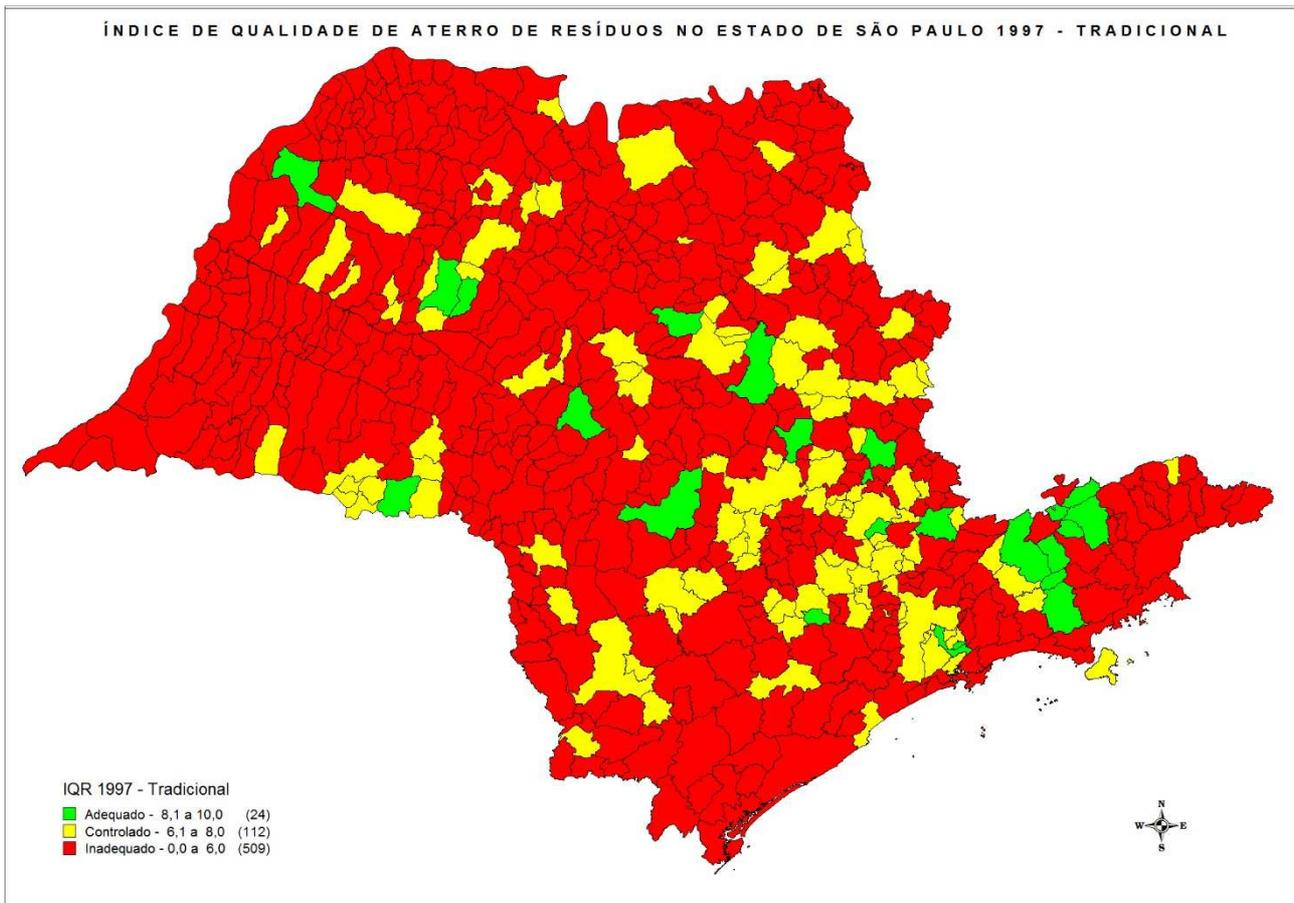 ÍNDICE DE QUALIDADE DE ATERRO DE RESÍDUOS NO ESTADO DE SÃO PAULO 1997 - TRADICIONAL
IQR 1997 - Tradicional
Adequado - 8,1 a 10,0 (24)
Controlado - 6,1 a 8,0 (112)
Inadequado - 0,0 a 6,0 (509)
N
W E
S